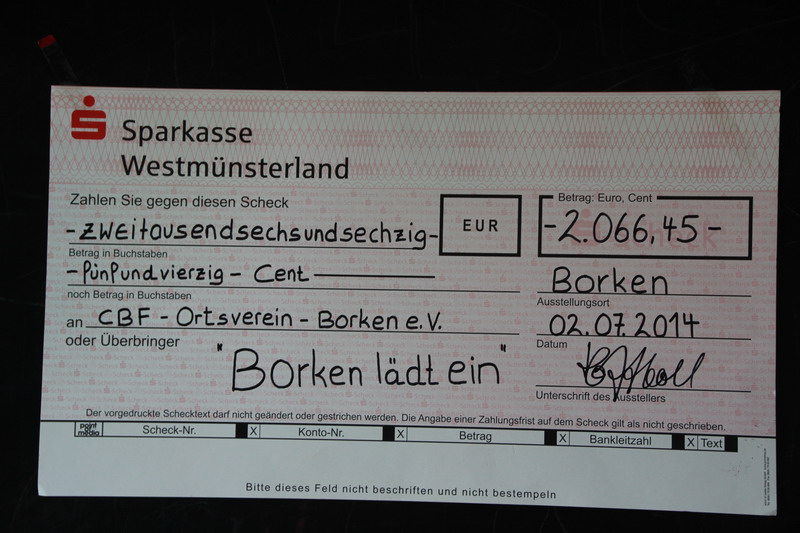 Sparkasse
Westmünsterland
Zahlen Sie gegen diesen Scheck
-zweitausendsechsundsechzig-
EUR
Betrag: Euro, Cent
-2.066,45-
Betrag in Buchstaben
-fünfundvierzig- Cent
noch Betrag in Buchstaben
Borken
Ausstellungsort
an CBF - Ortsverein - Borken e.V.
oder Überbringer
02.07.2014
Datum
"Borken lädt ein"
Unterschrift des Ausstellers
Der vorgedruckte Schecktext darf nicht geändert oder gestrichen werden. Die Angabe einer Zahlungsfrist auf dem Scheck gilt als nicht geschrieben.
point of media
Scheck-Nr. X Konto-Nr. X Betrag X Bankleitzahl X Text
Bitte dieses Feld nicht beschriften und nicht bestempeln